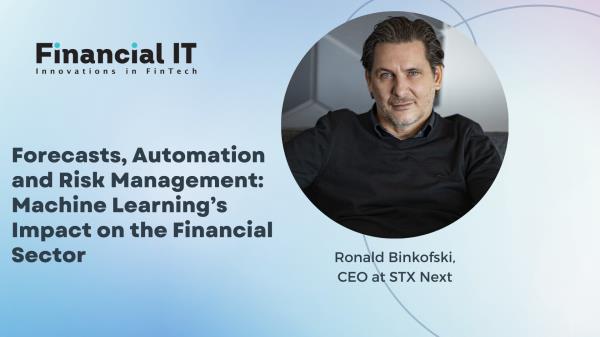 Financial IT
Innovations in FinTech
Forecasts, Automation
and Risk Management:
Machine Learning's
Impact on the Financial
Sector
Ronald Binkofski,
CEO at STX Next